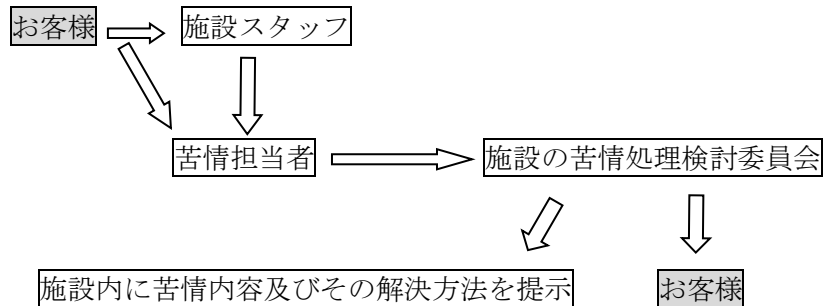 お客様 施設スタッフ
苦情担当者 施設の苦情処理検討委員会
施設内に苦情内容及びその解決方法を提示 お客様